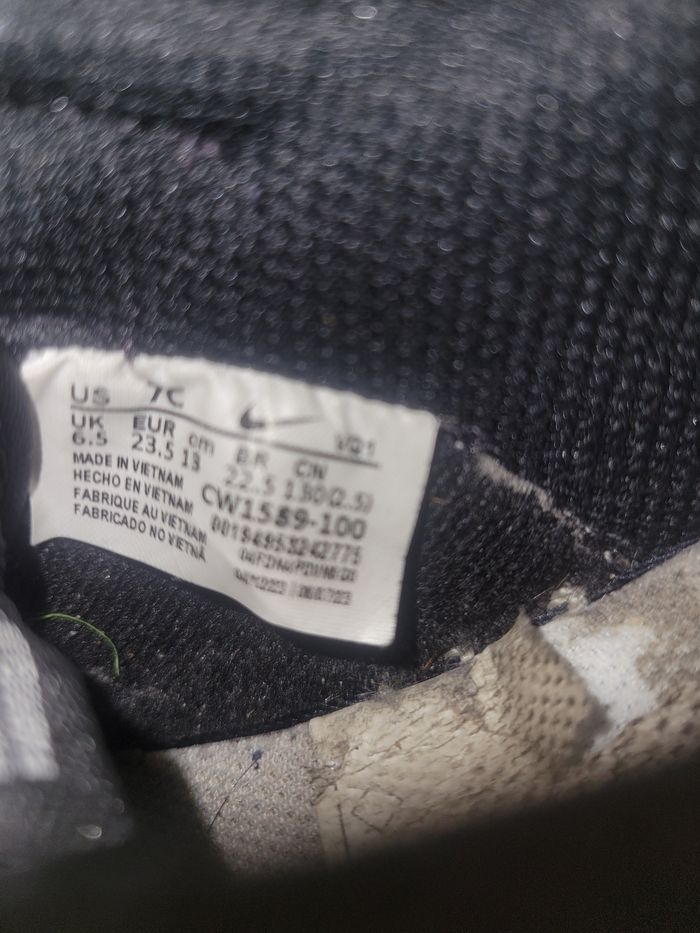 US 7C
VQ1
UK EUR cm BR CN
6.5 23.5 13 22.5 130(2.5)
MADE IN VIETNAM
HECHO EN VIETNAM
FABRIQUE AU VIETNAM
FABRICADO NO VIETNÃ
CW1589-100